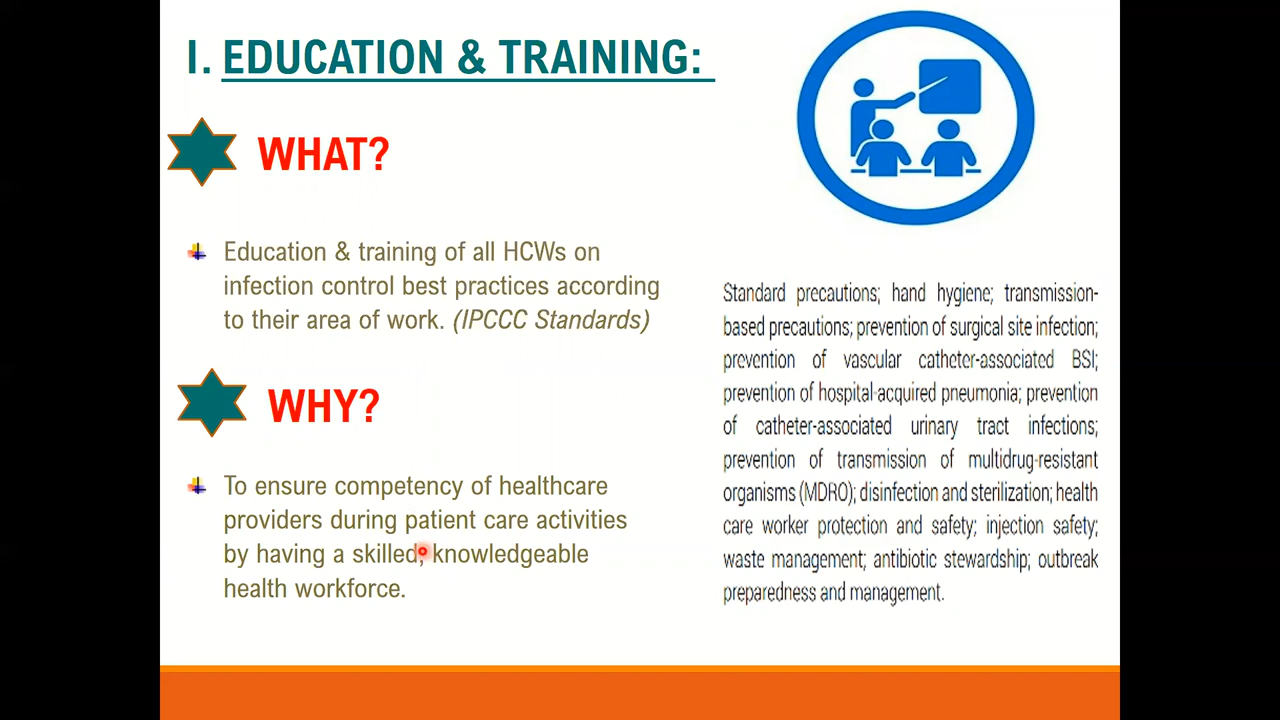 I. EDUCATION & TRAINING:
WHAT?
Education & training of all HCWs on
infection control best practices according
to their area of work. (IPCCC Standards)
WHY?
To ensure competency of healthcare
providers during patient care activities
by having a skilled, knowledgeable
health workforce.
Standard precautions; hand hygiene; transmission-
based precautions; prevention of surgical site infection;
prevention of vascular catheter-associated BSI;
prevention of hospital-acquired pneumonia; prevention
of catheter-associated urinary tract infections;
prevention of transmission of multidrug-resistant
organisms (MDRO); disinfection and sterilization; health
care worker protection and safety; injection safety;
waste management; antibiotic stewardship; outbreak
preparedness and management.